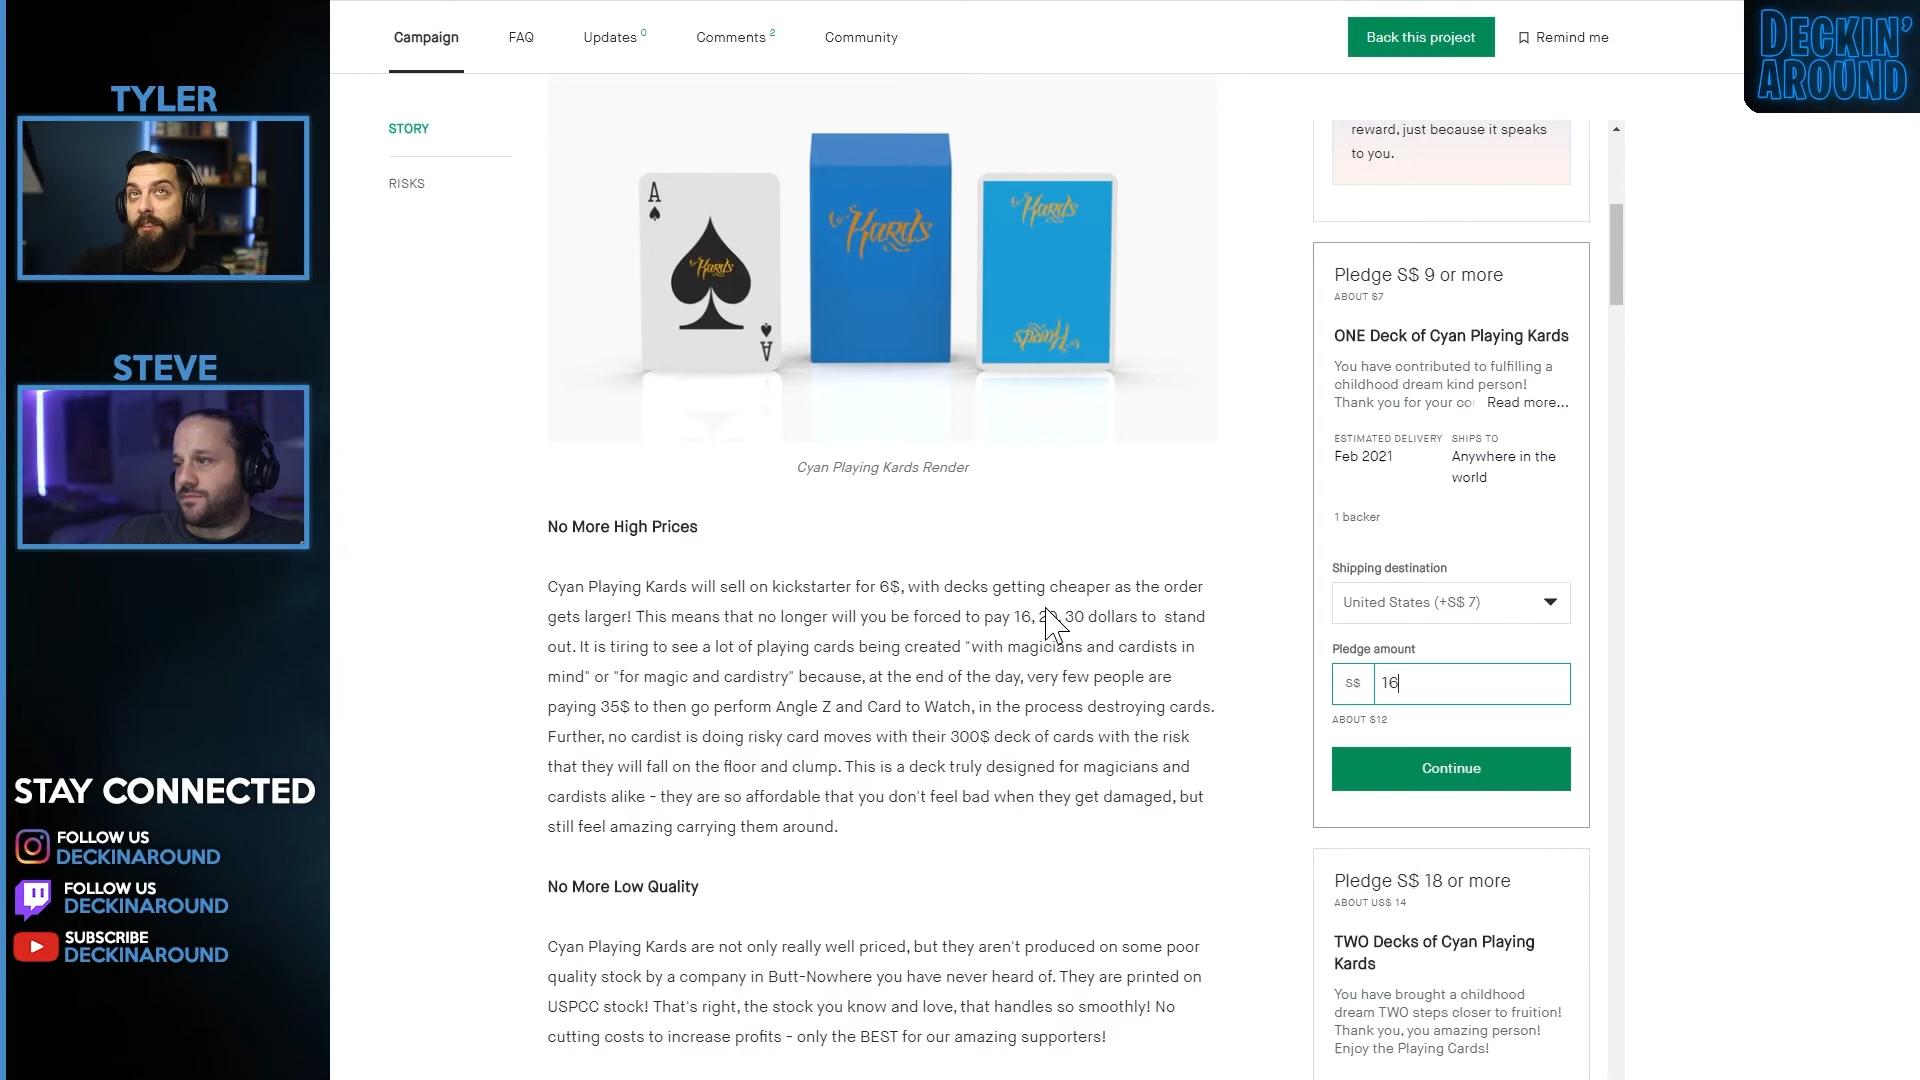 Campaign
FAQ
Updates 0
Comments 2
Community
Back this project
Remind me
DECKIN'
AROUND
TYLER
STEVE
STAY CONNECTED
FOLLOW US
DECKINAROUND
FOLLOW US
DECKINAROUND
SUBSCRIBE
DECKINAROUND
STORY
RISKS
A
Kards
A
Kards
Kards
Kards
Cyan Playing Kards Render
No More High Prices
Cyan Playing Kards will sell on kickstarter for 6$, with decks getting cheaper as the order
gets larger! This means that no longer will you be forced to pay 16, 30 dollars to stand
out. It is tiring to see a lot of playing cards being created "with magicians and cardists in
mind" or "for magic and cardistry" because, at the end of the day, very few people are
paying 35$ to then go perform Angle Z and Card to Watch, in the process destroying cards.
Further, no cardist is doing risky card moves with their 300$ deck of cards with the risk
that they will fall on the floor and clump. This is a deck truly designed for magicians and
cardists alike - they are so affordable that you don't feel bad when they get damaged, but
still feel amazing carrying them around.
No More Low Quality
Cyan Playing Kards are not only really well priced, but they aren't produced on some poor
quality stock by a company in Butt-Nowhere you have never heard of. They are printed on
USPCC stock! That's right, the stock you know and love, that handles so smoothly! No
cutting costs to increase profits - only the BEST for our amazing supporters!
reward, just because it speaks
to you.
Pledge S$ 9 or more
ABOUT $7
ONE Deck of Cyan Playing Kards
You have contributed to fulfilling a
childhood dream kind person!
Thank you for your co Read more...
ESTIMATED DELIVERY
Feb 2021
SHIPS TO
Anywhere in the
world
1 backer
Shipping destination
United States (+S$ 7)
Pledge amount
S$ 16
ABOUT $12
Continue
Pledge S$ 18 or more
ABOUT US$ 14
TWO Decks of Cyan Playing
Kards
You have brought a childhood
dream TWO steps closer to fruition!
Thank you, you amazing person!
Enjoy the Playing Cards!